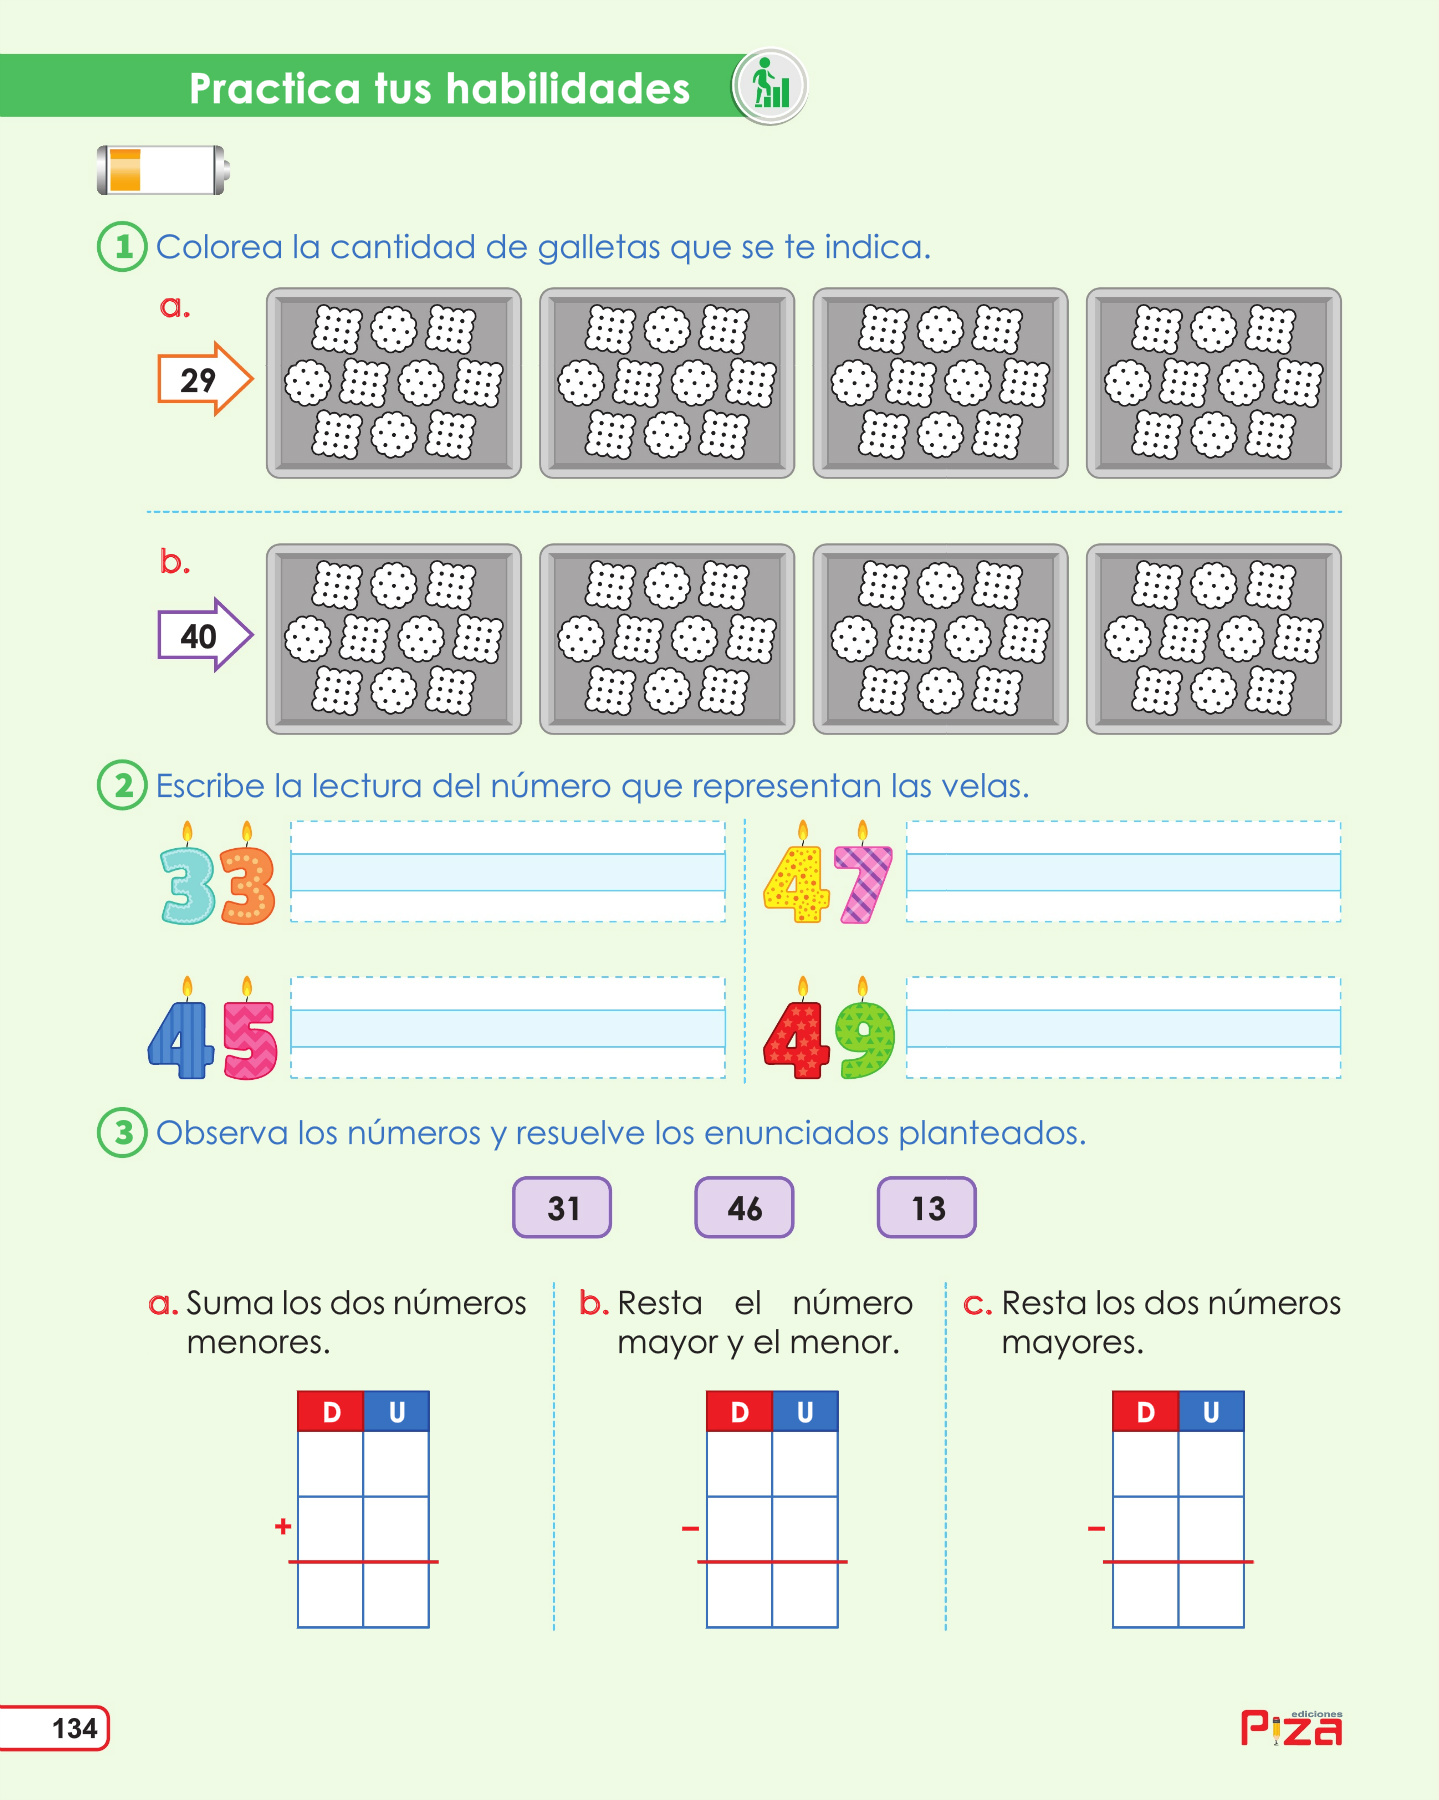 Practica tus habilidades
1 Colorea la cantidad de galletas que se te indica.
a.
29
b.
40
2 Escribe la lectura del número que representan las velas.
33
47
45
49
3 Observa los números y resuelve los enunciados planteados.
31 46 13
a. Suma los dos números
menores.
b. Resta el número
mayor y el menor.
c. Resta los dos números
mayores.
D U
+
D U
–
D U
–
134
ediciones
Piza